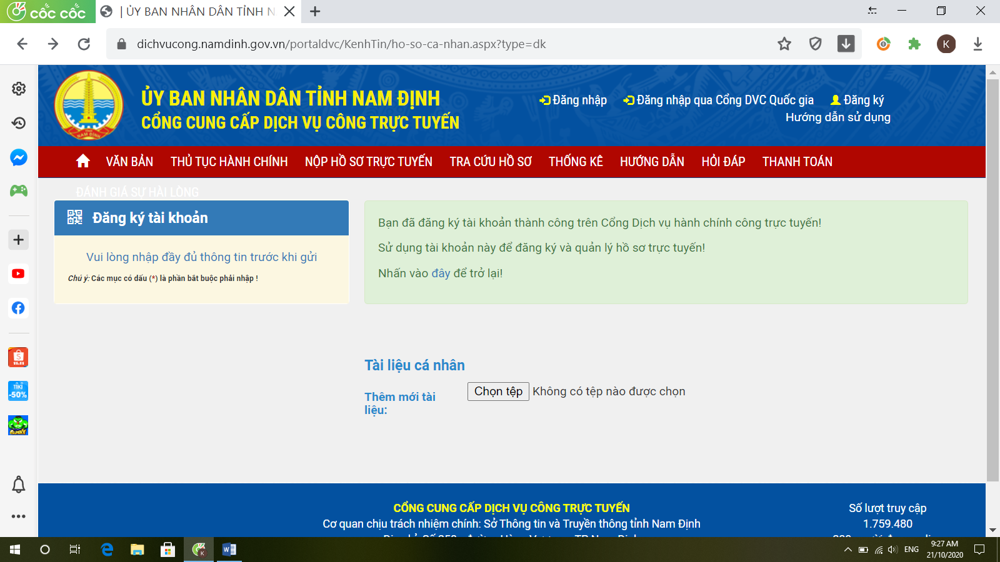 cốc cốc
| ỦY BAN NHÂN DÂN TỈNH N
dichvucong.namdinh.gov.vn/portaldvc/KenhTin/ho-so-ca-nhan.aspx?type=dk
K
NAM ĐỊNH
ỦY BAN NHÂN DÂN TỈNH NAM ĐỊNH
CỔNG CUNG CẤP DỊCH VỤ CÔNG TRỰC TUYẾN
Đăng nhập Đăng nhập qua Cổng DVC Quốc gia Đăng ký
Hướng dẫn sử dụng
VĂN BẢN THỦ TỤC HÀNH CHÍNH NỘP HỒ SƠ TRỰC TUYẾN TRA CỨU HỒ SƠ THỐNG KÊ HƯỚNG DẪN HỎI ĐÁP THANH TOÁN
ĐÁNH GIÁ SỰ HÀI LÒNG
Đăng ký tài khoản
Vui lòng nhập đầy đủ thông tin trước khi gửi
Chú ý: Các mục có dấu (*) là phần bắt buộc phải nhập !
Bạn đã đăng ký tài khoản thành công trên Cổng Dịch vụ hành chính công trực tuyến!
Sử dụng tài khoản này để đăng ký và quản lý hồ sơ trực tuyến!
Nhấn vào đây để trở lại!
Tài liệu cá nhân
Thêm mới tài
liệu:
Chọn tệp Không có tệp nào được chọn
S
11.11
TIKI
-50%
CỔNG CUNG CẤP DỊCH VỤ CÔNG TRỰC TUYẾN
Cơ quan chịu trách nhiệm chính: Sở Thông tin và Truyền thông tỉnh Nam Định
Số lượt truy cập
1.759.480
K
W
ENG
9:27 AM
21/10/2020